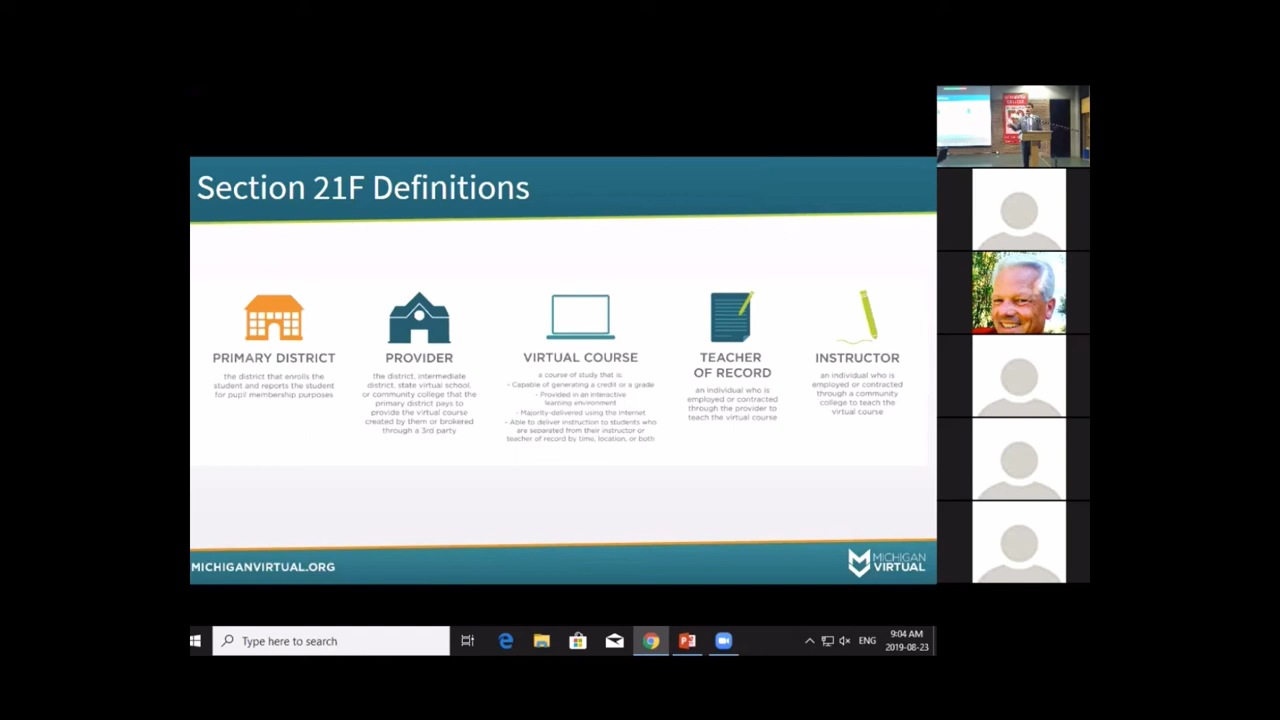 Section 21F Definitions
PRIMARY DISTRICT
the district that enrolls the
student and reports the student
for pupil membership purposes
PROVIDER
the district, intermediate
district, state virtual school,
or community college that the
primary district pays to
provide the virtual course
created by them or brokered
through a 3rd party
VIRTUAL COURSE
a course of study that is:
- Capable of generating a credit or a grade
- Provided in an interactive
learning environment
- Majority-delivered using the Internet
- Able to deliver instruction to students who
are separated from their instructor or
teacher of record by time, location, or both
TEACHER
OF RECORD
an individual who is
employed or contracted
through the provider to
teach the virtual course
INSTRUCTOR
an individual who is
employed or contracted
through a community
college to teach the
virtual course
MICHIGANVIRTUAL.ORG
MICHIGAN
VIRTUAL
Type here to search
ENG
9:04 AM
2019-08-23